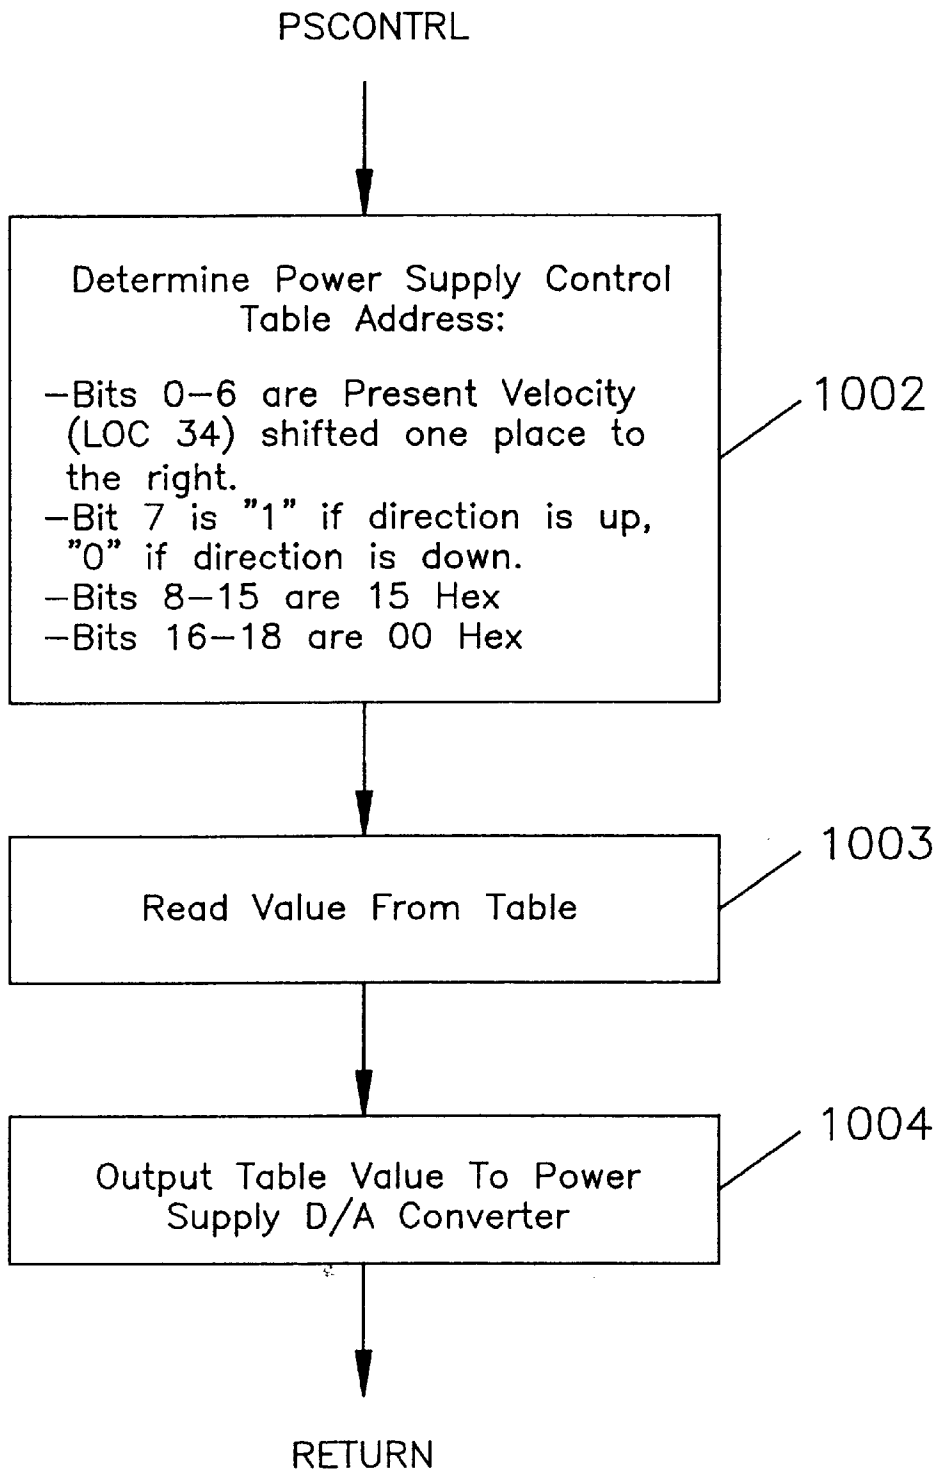 PSCONTRL
Determine Power Supply Control
Table Address:
-Bits 0-6 are Present Velocity
(LOC 34) shifted one place to
the right.
-Bit 7 is "1" if direction is up,
"0" if direction is down.
-Bits 8-15 are 15 Hex
-Bits 16-18 are 00 Hex
1002
Read Value From Table
1003
Output Table Value To Power
Supply D/A Converter
1004
RETURN